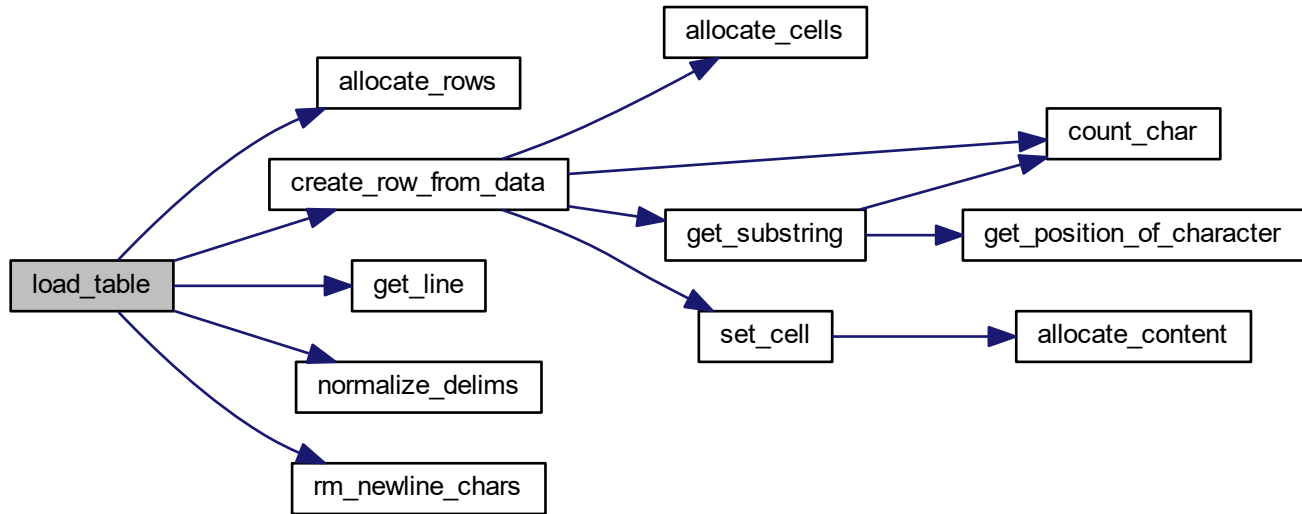 allocate_cells
allocate_rows
count_char
create_row_from_data
get_substring
get_position_of_character
load_table
get_line
set_cell
allocate_content
normalize_delims
rm_newline_chars